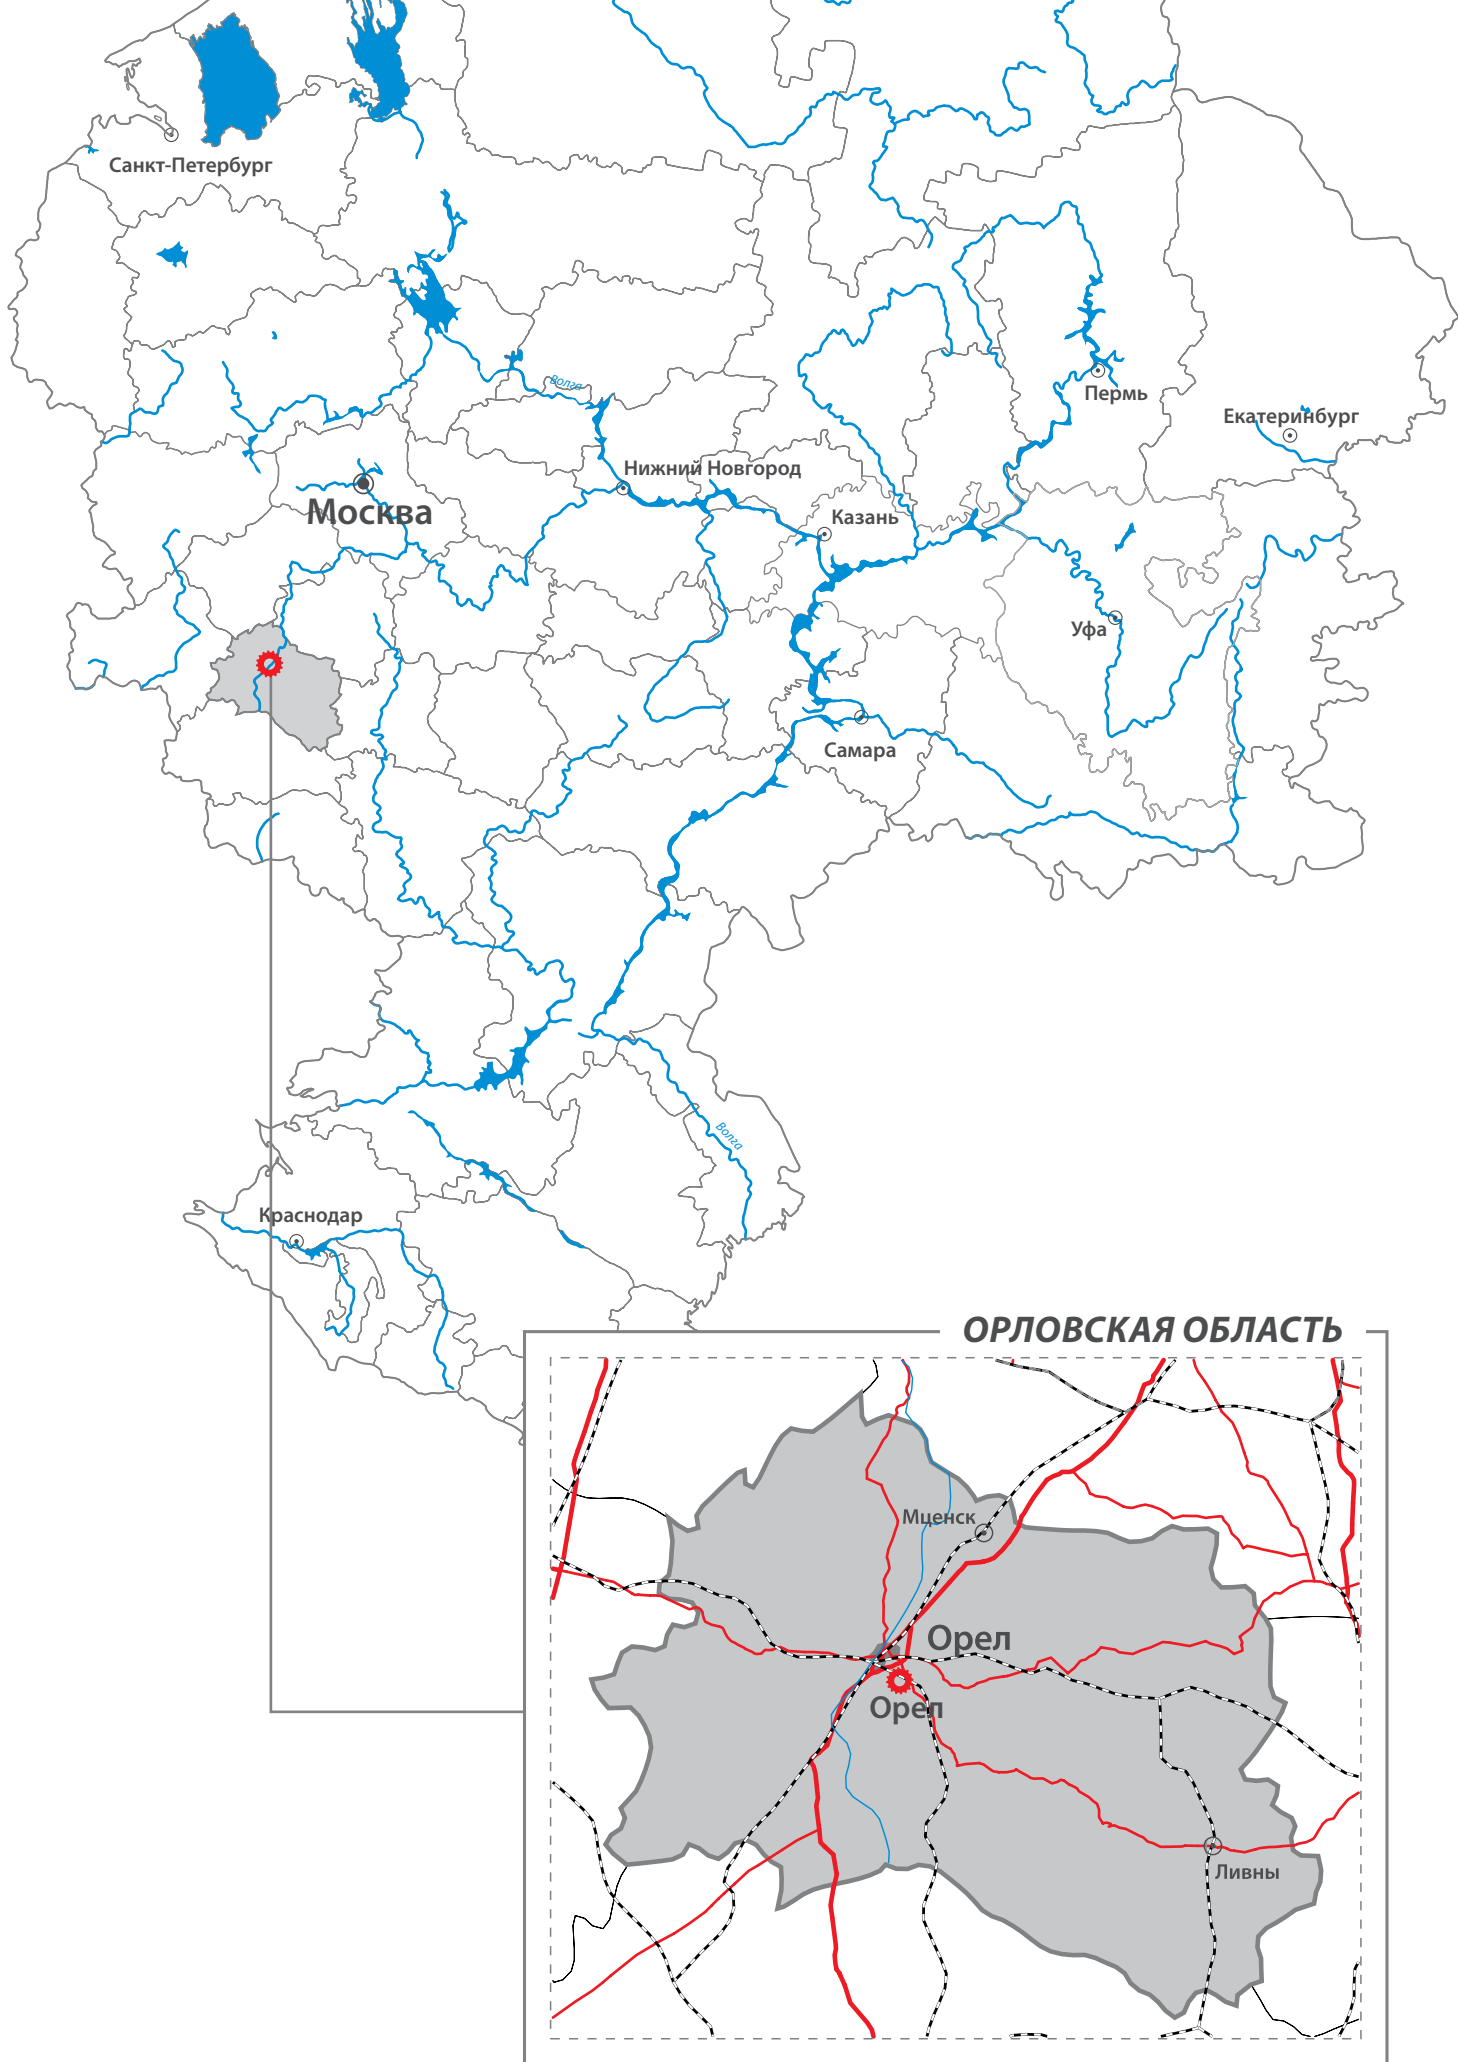 Санкт-Петербург
Волга
Пермь
Екатеринбург
Нижний Новгород
Москва
Казань
Уфа
Самара
Волга
Краснодар
ОРЛОВСКАЯ ОБЛАСТЬ
Мценск
Орел
Орел
Ливны